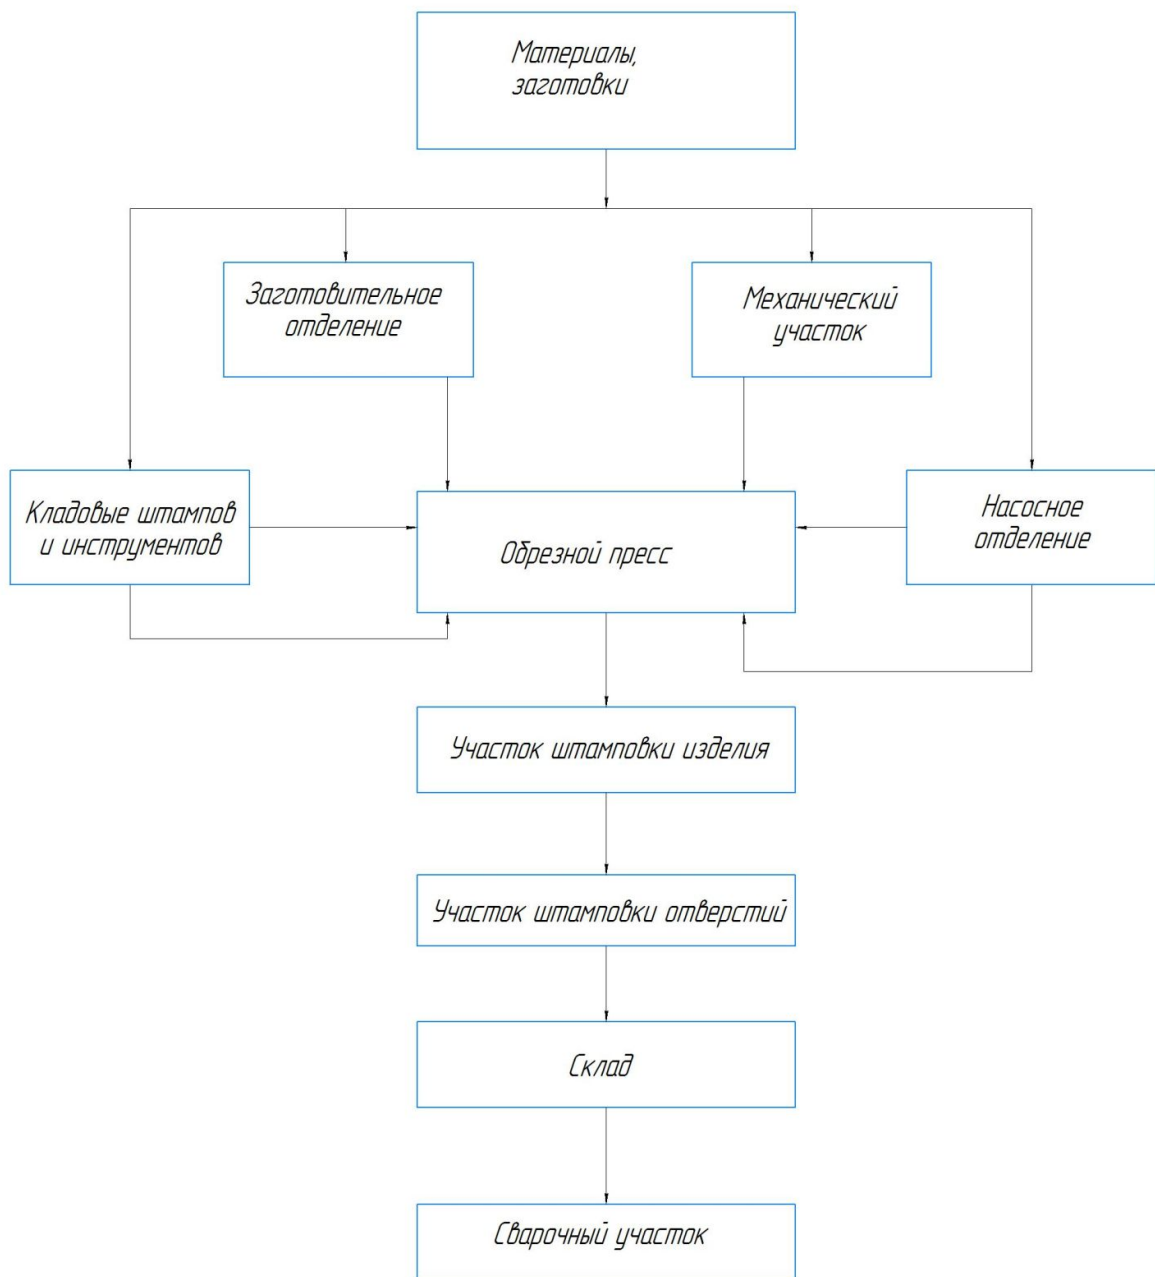 Материалы,
заготовки
Заготовительное
отделение
Механический
участок
Кладовые штампов
и инструментов
Обрезной пресс
Насосное
отделение
Участок штамповки изделия
Участок штамповки отверстий
Склад
Сварочный участок